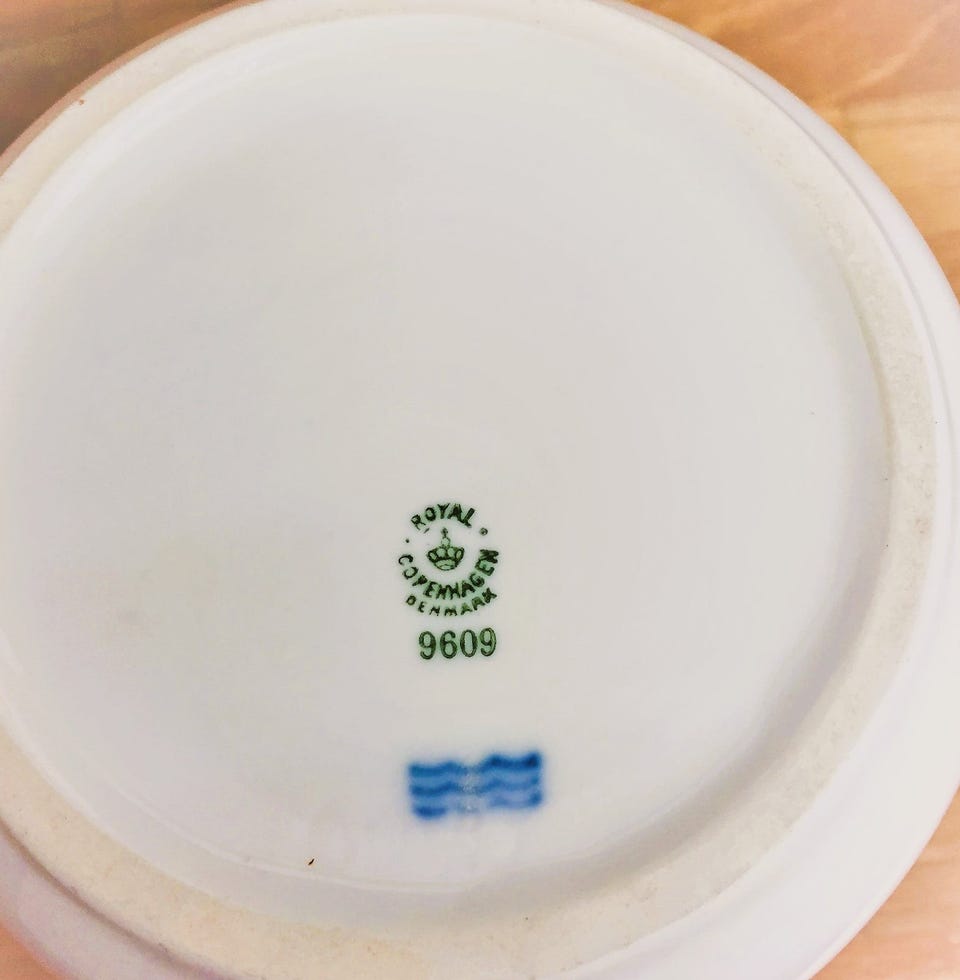 ROYAL
COPENHAGEN
DENMARK
9609